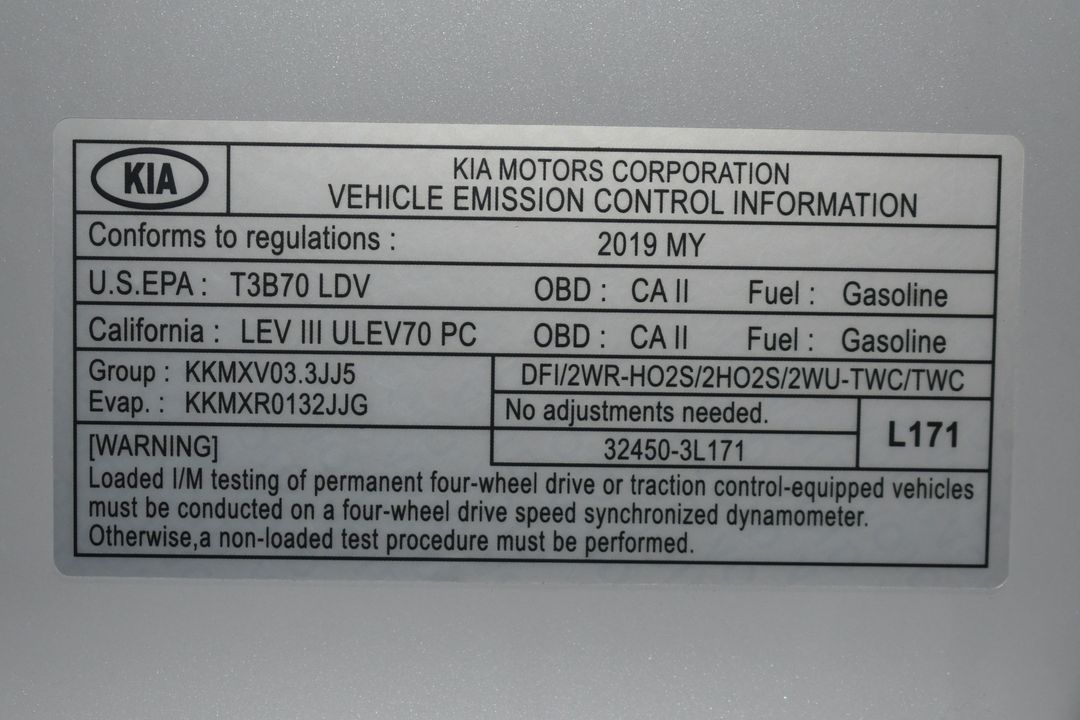 KIA
KIA MOTORS CORPORATION
VEHICLE EMISSION CONTROL INFORMATION
Conforms to regulations : 2019 MY
U.S.EPA : T3B70 LDV OBD : CA II Fuel : Gasoline
California : LEV III ULEV70 PC OBD : CA II Fuel : Gasoline
Group : KKMXV03.3JJ5
Evap. : KKMXR0132JJG
DFI/2WR-HO2S/2HO2S/2WU-TWC/TWC
No adjustments needed.
32450-3L171
L171
[WARNING]
Loaded I/M testing of permanent four-wheel drive or traction control-equipped vehicles
must be conducted on a four-wheel drive speed synchronized dynamometer.
Otherwise,a non-loaded test procedure must be performed.